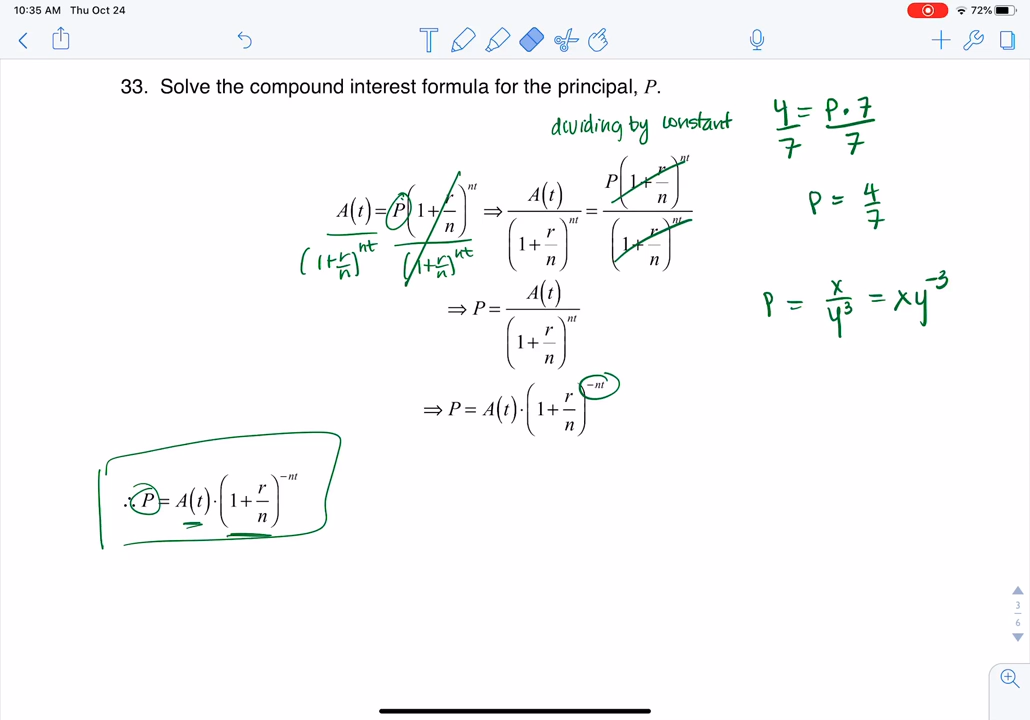 10:35 AM Thu Oct 24 72%
33. Solve the compound interest formula for the principal, P.
dividing by constant
4/7 = P·7/7
A(t) = P(1 + r/n)^nt ⇒ A(t)/(1 + r/n)^nt = P(1 + r/n)^nt/(1 + r/n)^nt
(1+r/n)^nt (1+r/n)^nt
P = 4/7
⇒ P = A(t)/(1 + r/n)^nt
P = x/y³ = xy⁻³
⇒ P = A(t)·(1 + r/n)^-nt
∴ P = A(t)·(1 + r/n)^-nt
3
6